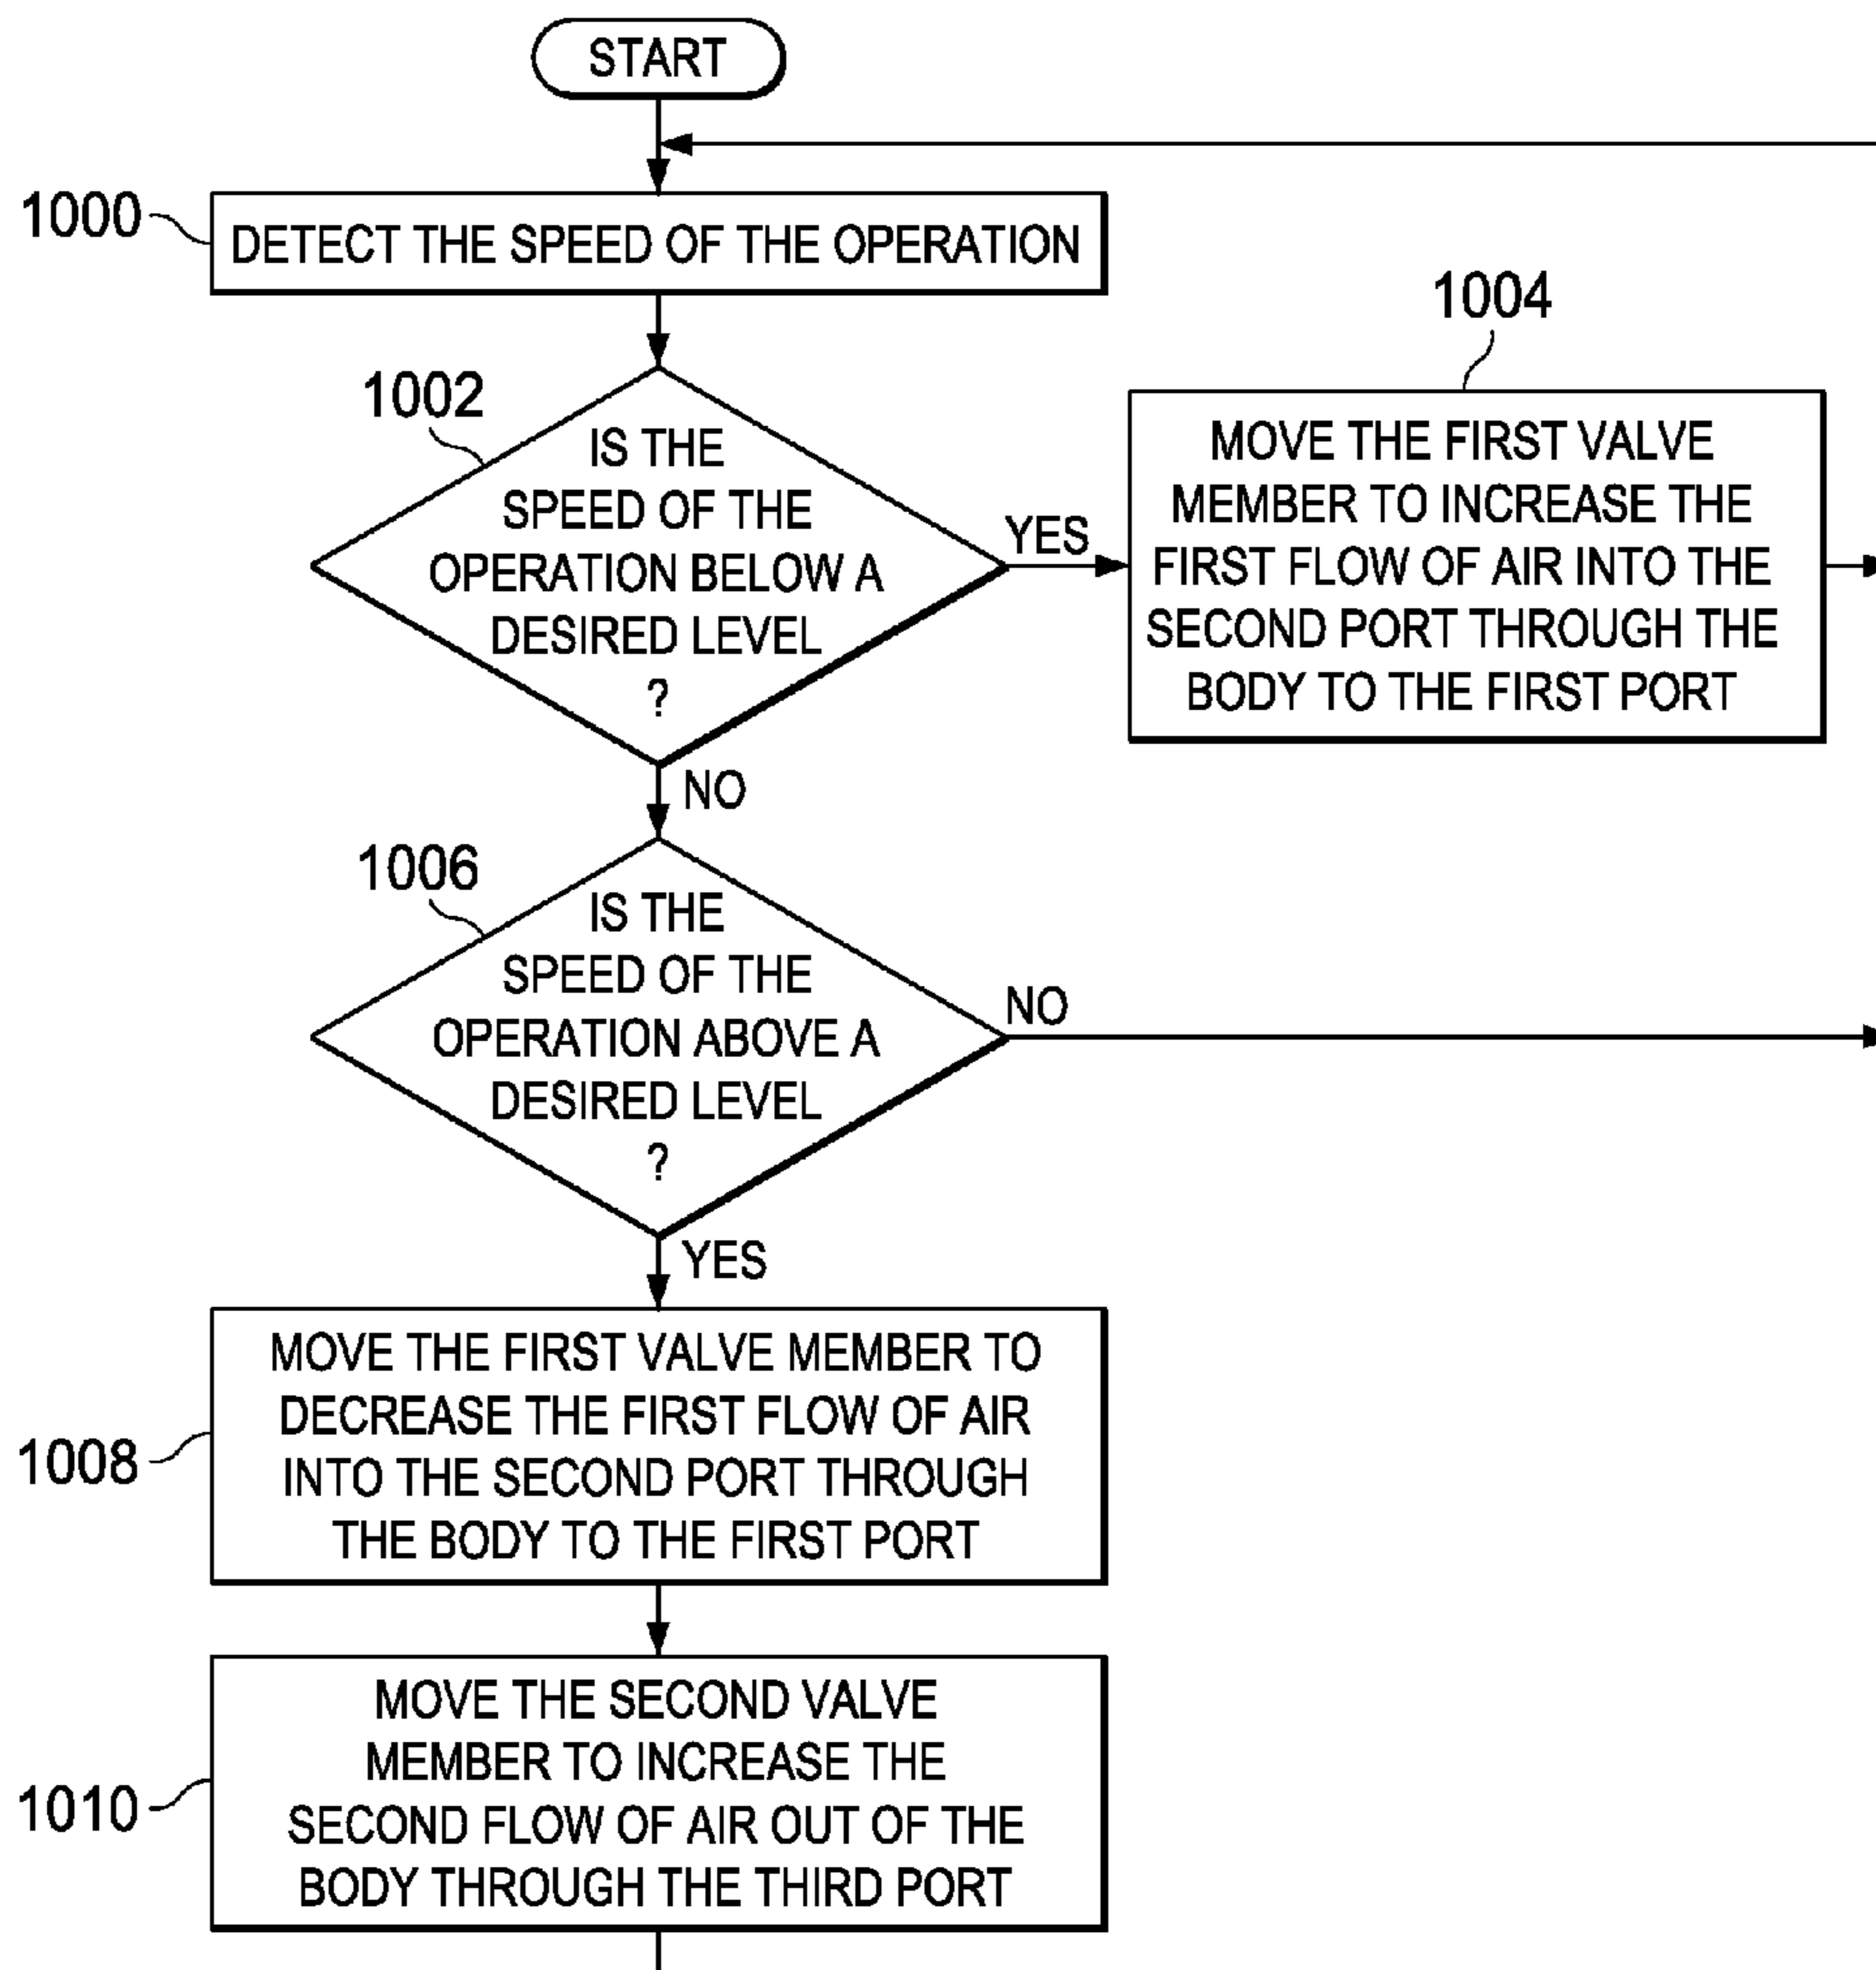 START
1000
DETECT THE SPEED OF THE OPERATION
1002
IS THE
SPEED OF THE
OPERATION BELOW A
DESIRED LEVEL
?
YES
1004
MOVE THE FIRST VALVE
MEMBER TO INCREASE THE
FIRST FLOW OF AIR INTO THE
SECOND PORT THROUGH THE
BODY TO THE FIRST PORT
NO
1006
IS THE
SPEED OF THE
OPERATION ABOVE A
DESIRED LEVEL
?
NO
YES
1008
MOVE THE FIRST VALVE MEMBER TO
DECREASE THE FIRST FLOW OF AIR
INTO THE SECOND PORT THROUGH
THE BODY TO THE FIRST PORT
1010
MOVE THE SECOND VALVE
MEMBER TO INCREASE THE
SECOND FLOW OF AIR OUT OF THE
BODY THROUGH THE THIRD PORT